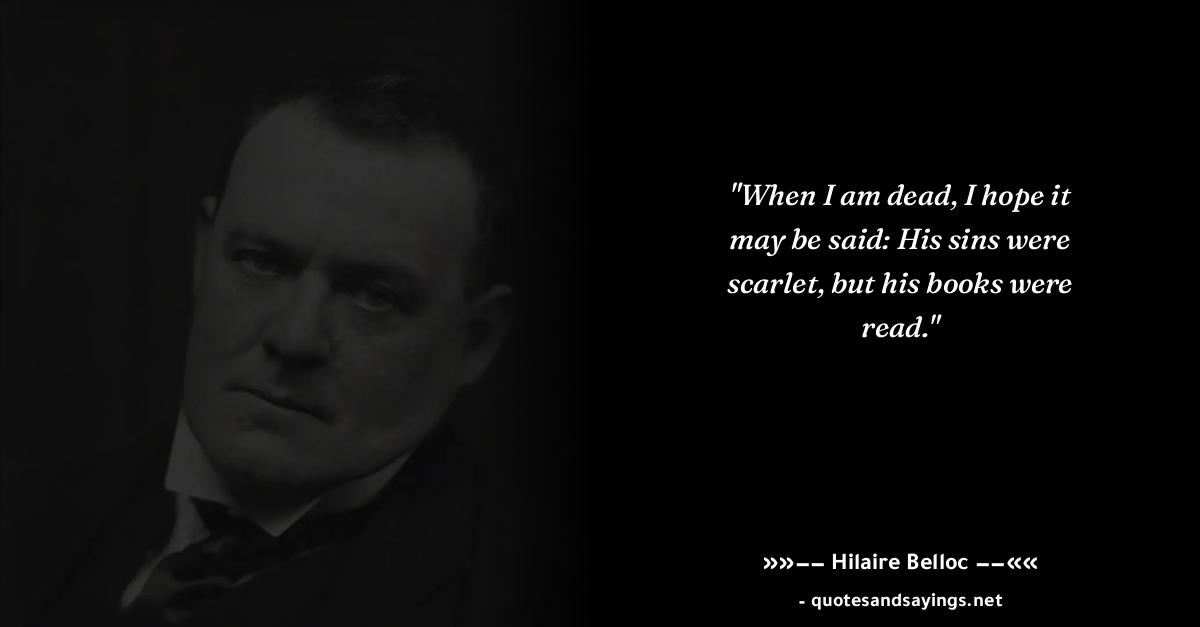 "When I am dead, I hope it
may be said: His sins were
scarlet, but his books were
read."
»»−− Hilaire Belloc −−««
- quotesandsayings.net